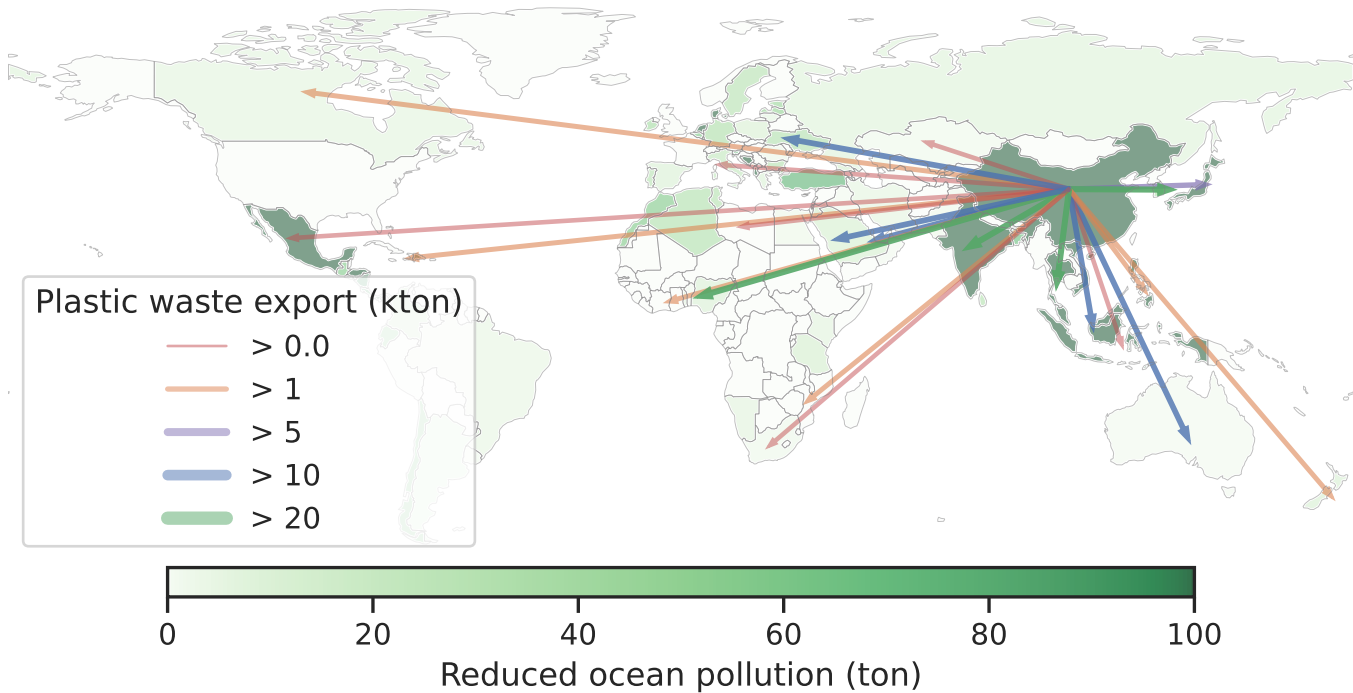 Plastic waste export (kton)
> 0.0
> 1
> 5
> 10
> 20
0 20 40 60 80 100
Reduced ocean pollution (ton)